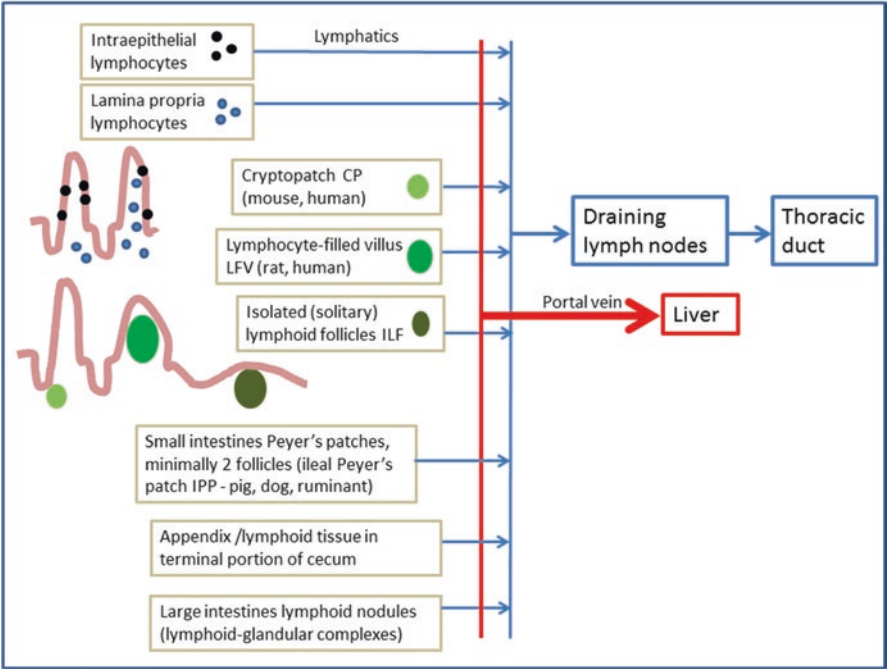 Intraepithelial
lymphocytes
Lymphatics
Lamina propria
lymphocytes
Cryptopatch CP
(mouse, human)
Lymphocyte-filled villus
LFV (rat, human)
Isolated (solitary)
lymphoid follicles ILF
Draining
lymph nodes
Thoracic
duct
Portal vein
Liver
Small intestines Peyer’s patches,
minimally 2 follicles (ileal Peyer’s
patch IPP - pig, dog, ruminant)
Appendix /lymphoid tissue in
terminal portion of cecum
Large intestines lymphoid nodules
(lymphoid-glandular complexes)